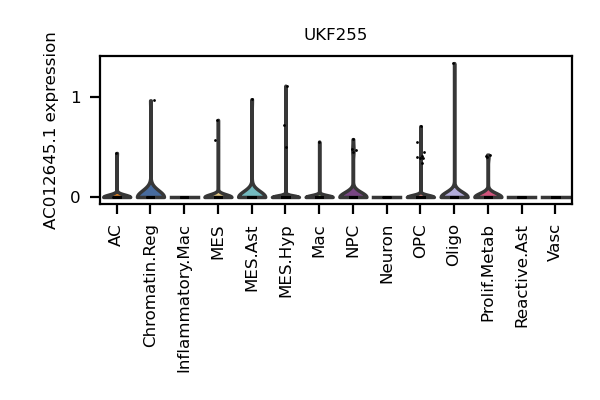 UKF255
AC012645.1 expression
1
0
AC
Chromatin.Reg
Inflammatory.Mac
MES
MES.Ast
MES.Hyp
Mac
NPC
Neuron
OPC
Oligo
Prolif.Metab
Reactive.Ast
Vasc